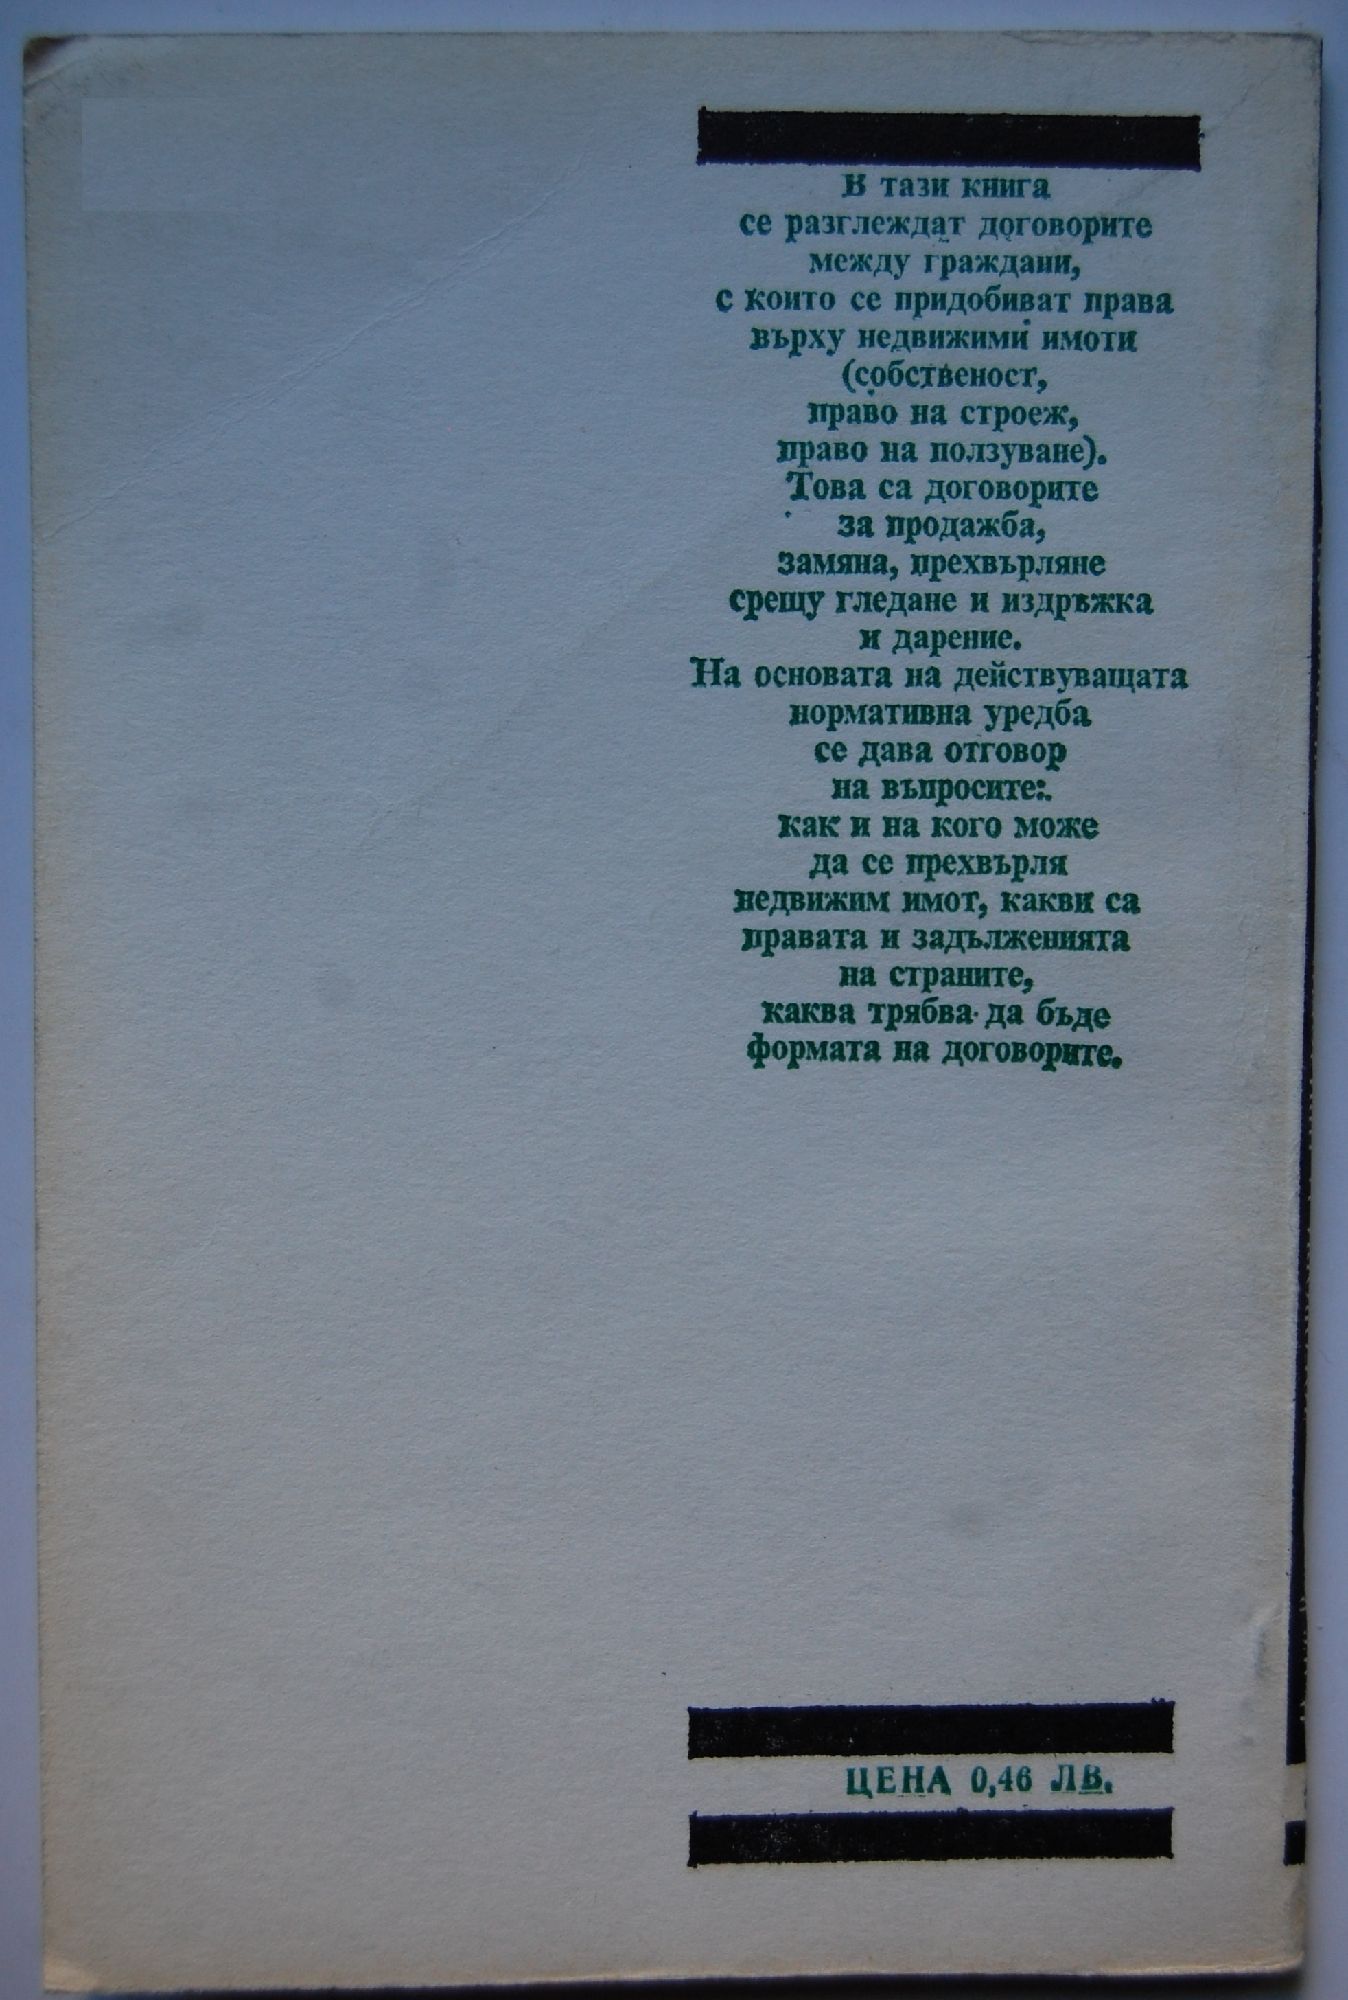 В тази книга
се разглеждат договорите
между граждани,
с които се придобиват права
върху недвижими имоти
(собственост,
право на строеж,
право на ползуване).
Това са договорите
за продажба,
замяна, прехвърляне
срещу гледане и издръжка
и дарение.
На основата на действуващата
нормативна уредба
се дава отговор
на въпросите:
как и на кого може
да се прехвърля
недвижим имот, какви са
правата и задълженията
на страните,
каква трябва да бъде
формата на договорите.
ЦЕНА 0,46 ЛВ.